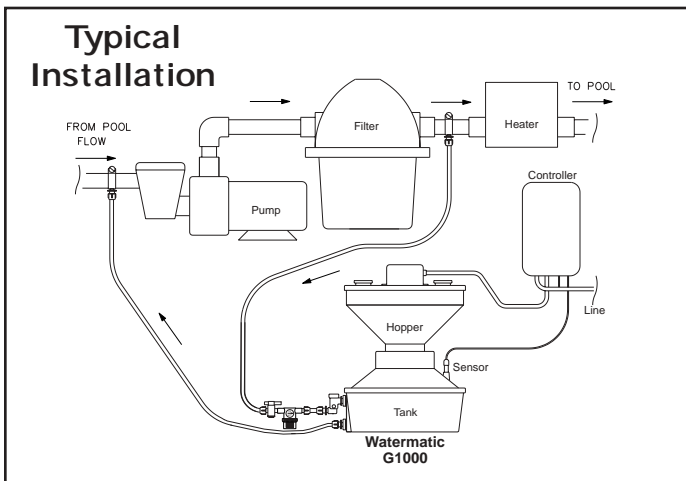 Typical
Installation
TO POOL
FROM POOL
FLOW
Filter
Heater
Controller
Pump
Line
Hopper
Sensor
Tank
Watermatic
G1000